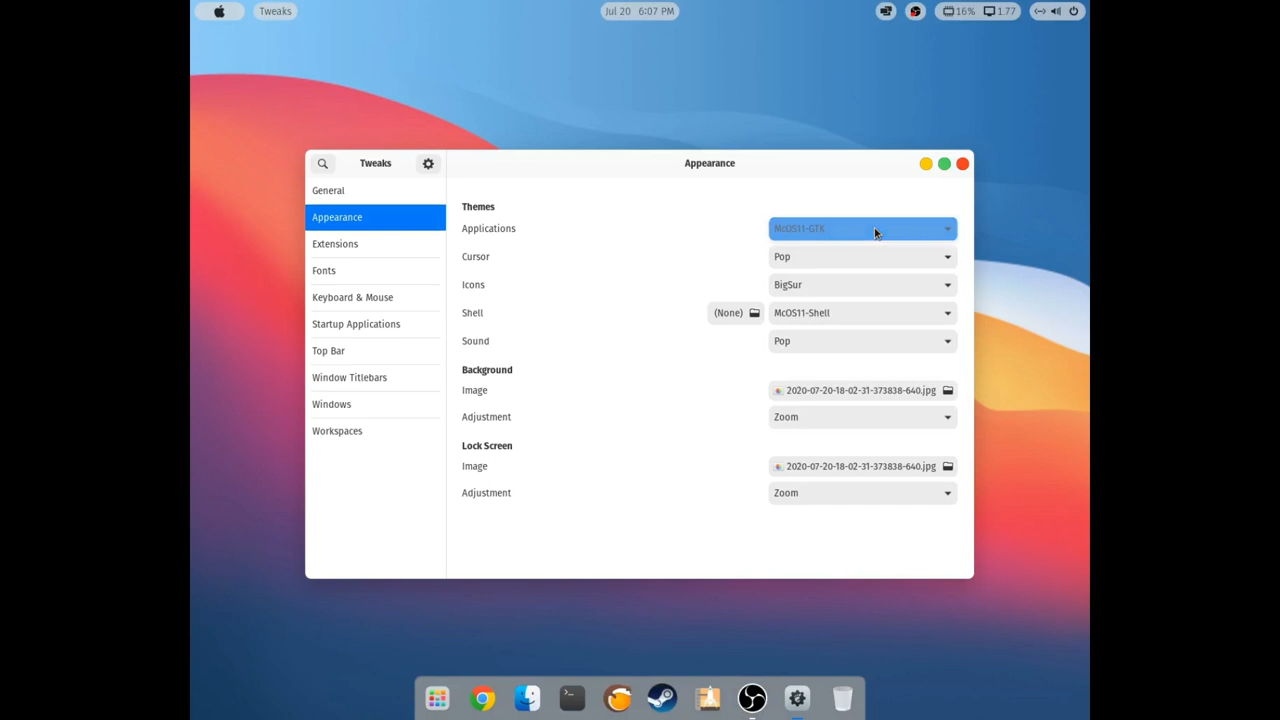 Tweaks
Jul 20 6:07 PM
16% 1.77
Tweaks
Appearance
General
Appearance
Extensions
Fonts
Keyboard & Mouse
Startup Applications
Top Bar
Window Titlebars
Windows
Workspaces
Themes
Applications McOS11-GTK
Cursor Pop
Icons BigSur
Shell (None) McOS11-Shell
Sound Pop
Background
Image 2020-07-20-18-02-31-373838-640.jpg
Adjustment Zoom
Lock Screen
Image 2020-07-20-18-02-31-373838-640.jpg
Adjustment Zoom